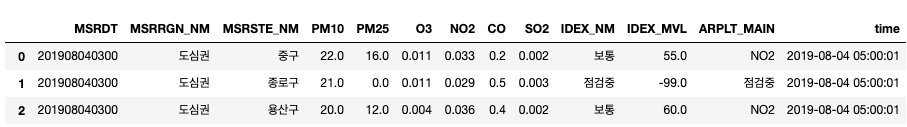 MSRDT MSRRGN_NM MSRSTE_NM PM10 PM25 O3 NO2 CO SO2 IDEX_NM IDEX_MVL ARPLT_MAIN time
0 201908040300 도심권 중구 22.0 16.0 0.011 0.033 0.2 0.002 보통 55.0 NO2 2019-08-04 05:00:01
1 201908040300 도심권 종로구 21.0 0.0 0.011 0.029 0.5 0.003 점검중 -99.0 점검중 2019-08-04 05:00:01
2 201908040300 도심권 용산구 20.0 12.0 0.004 0.036 0.4 0.002 보통 60.0 NO2 2019-08-04 05:00:01